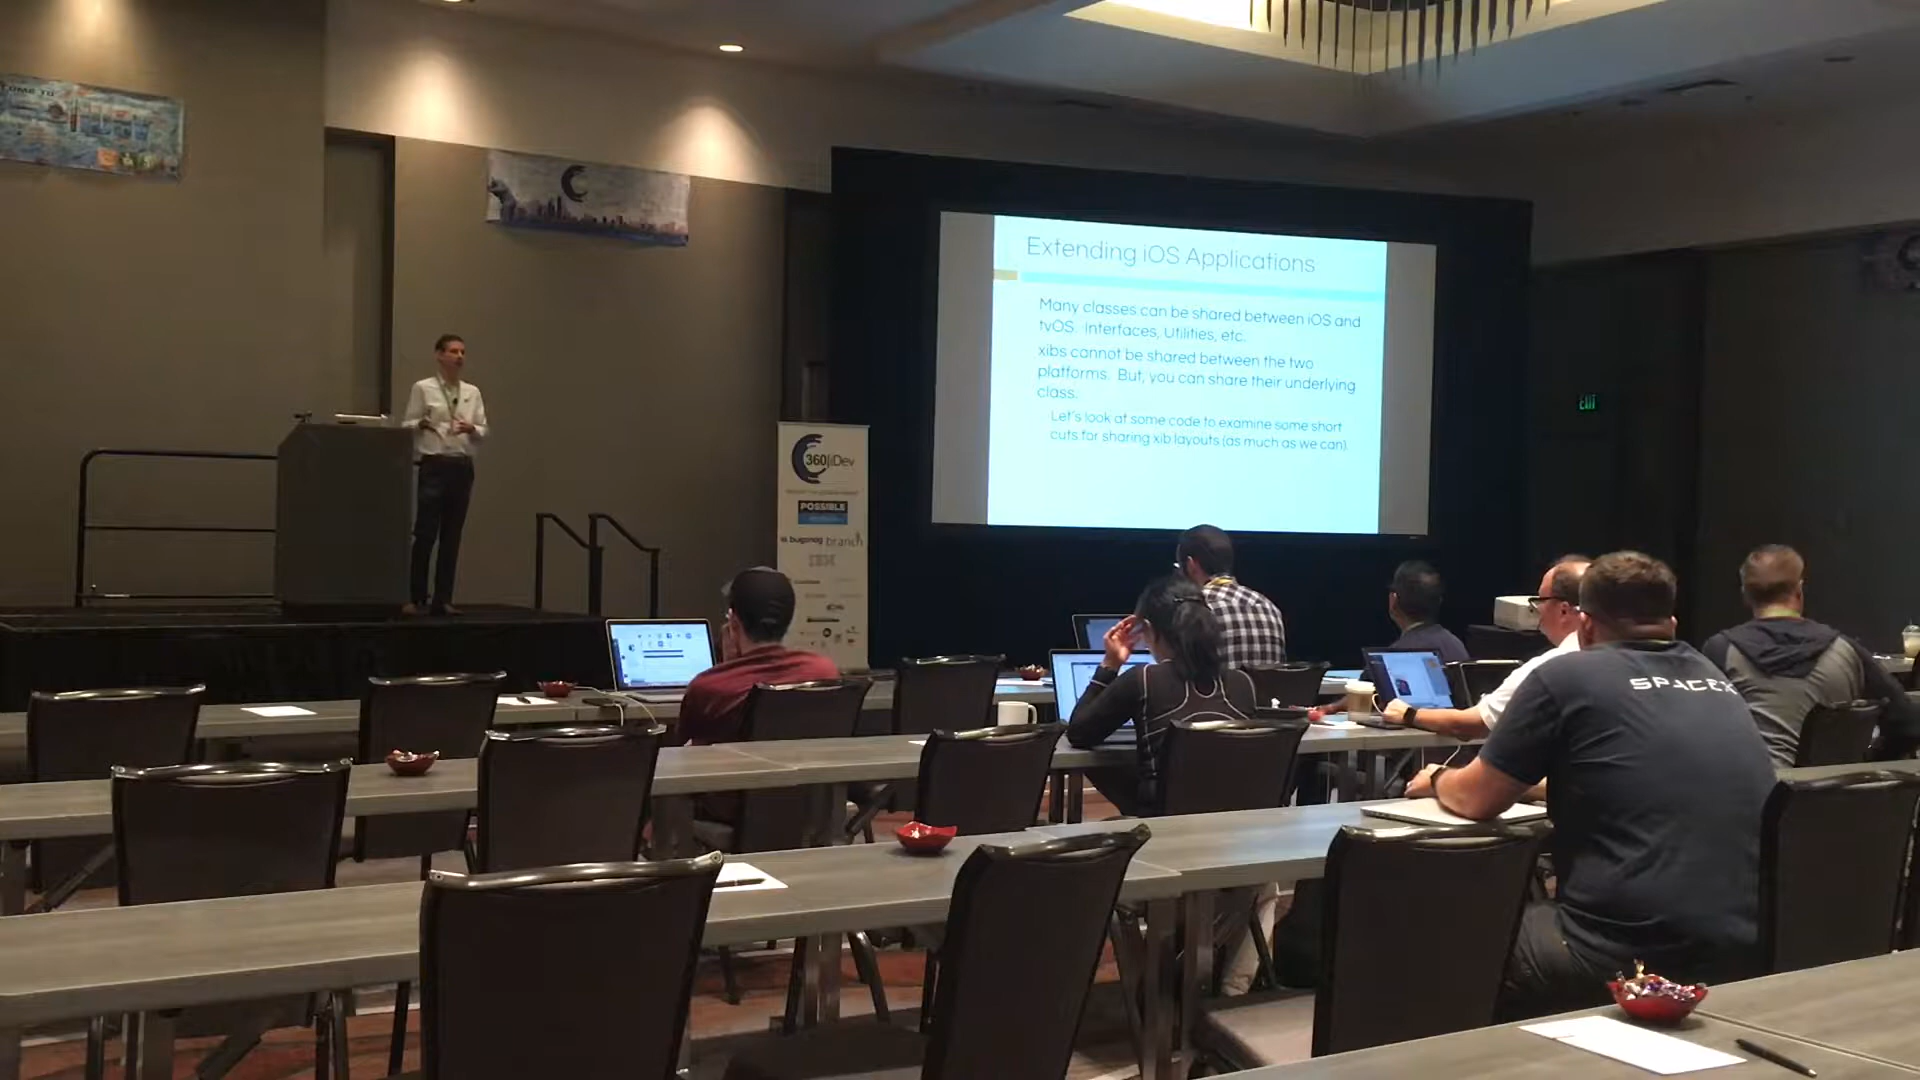 Extending iOS Applications
Many classes can be shared between iOS and
tvOS. Interfaces, Utilities, etc.
xibs cannot be shared between the two
platforms. But, you can share their underlying
class.
Let's look at some code to examine some short
cuts for sharing xib layouts (as much as we can).
EXIT
360|iDev
POSSIBLE
bugsnag branch
IBM
SPACEX